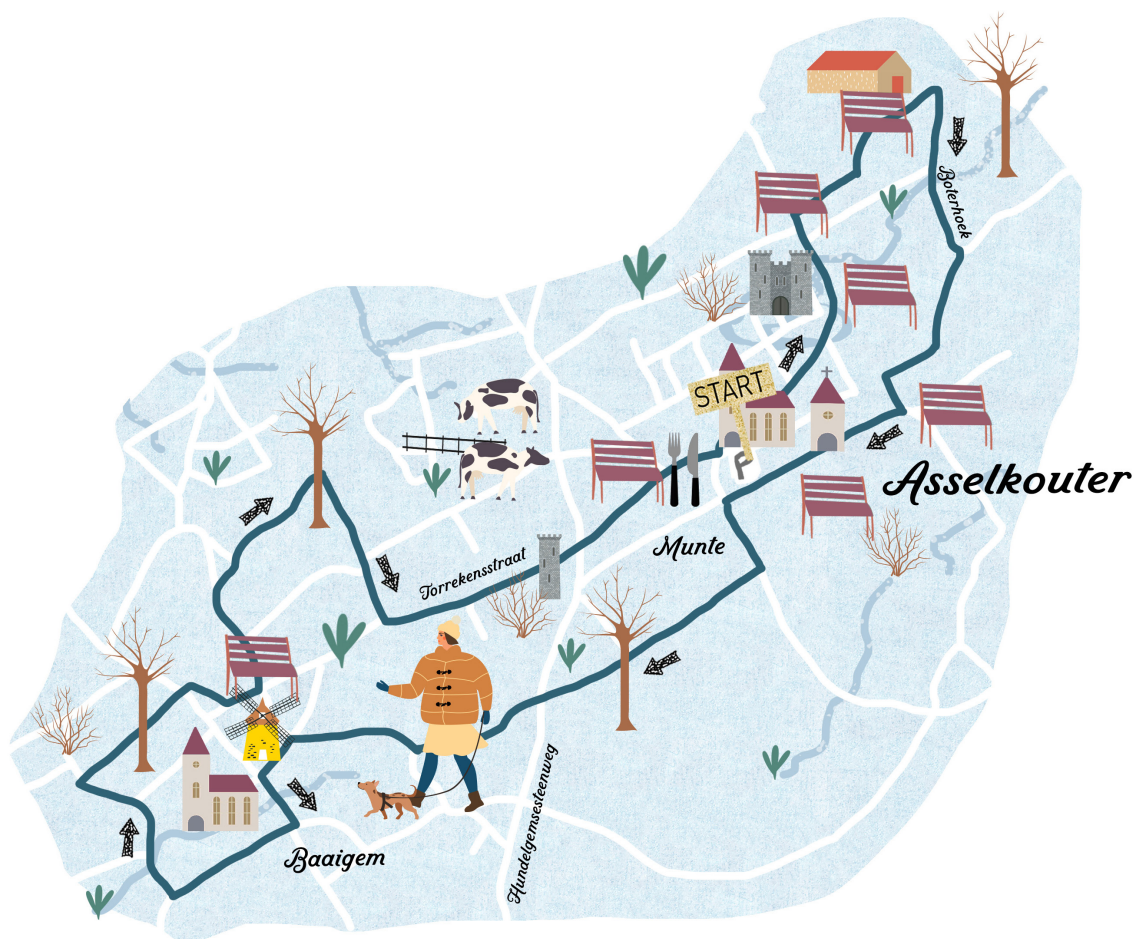 Boterhoek
START
P
Asselkouter
Munte
Torrekensstraat
Hundelgemsesteenweg
Baaigem